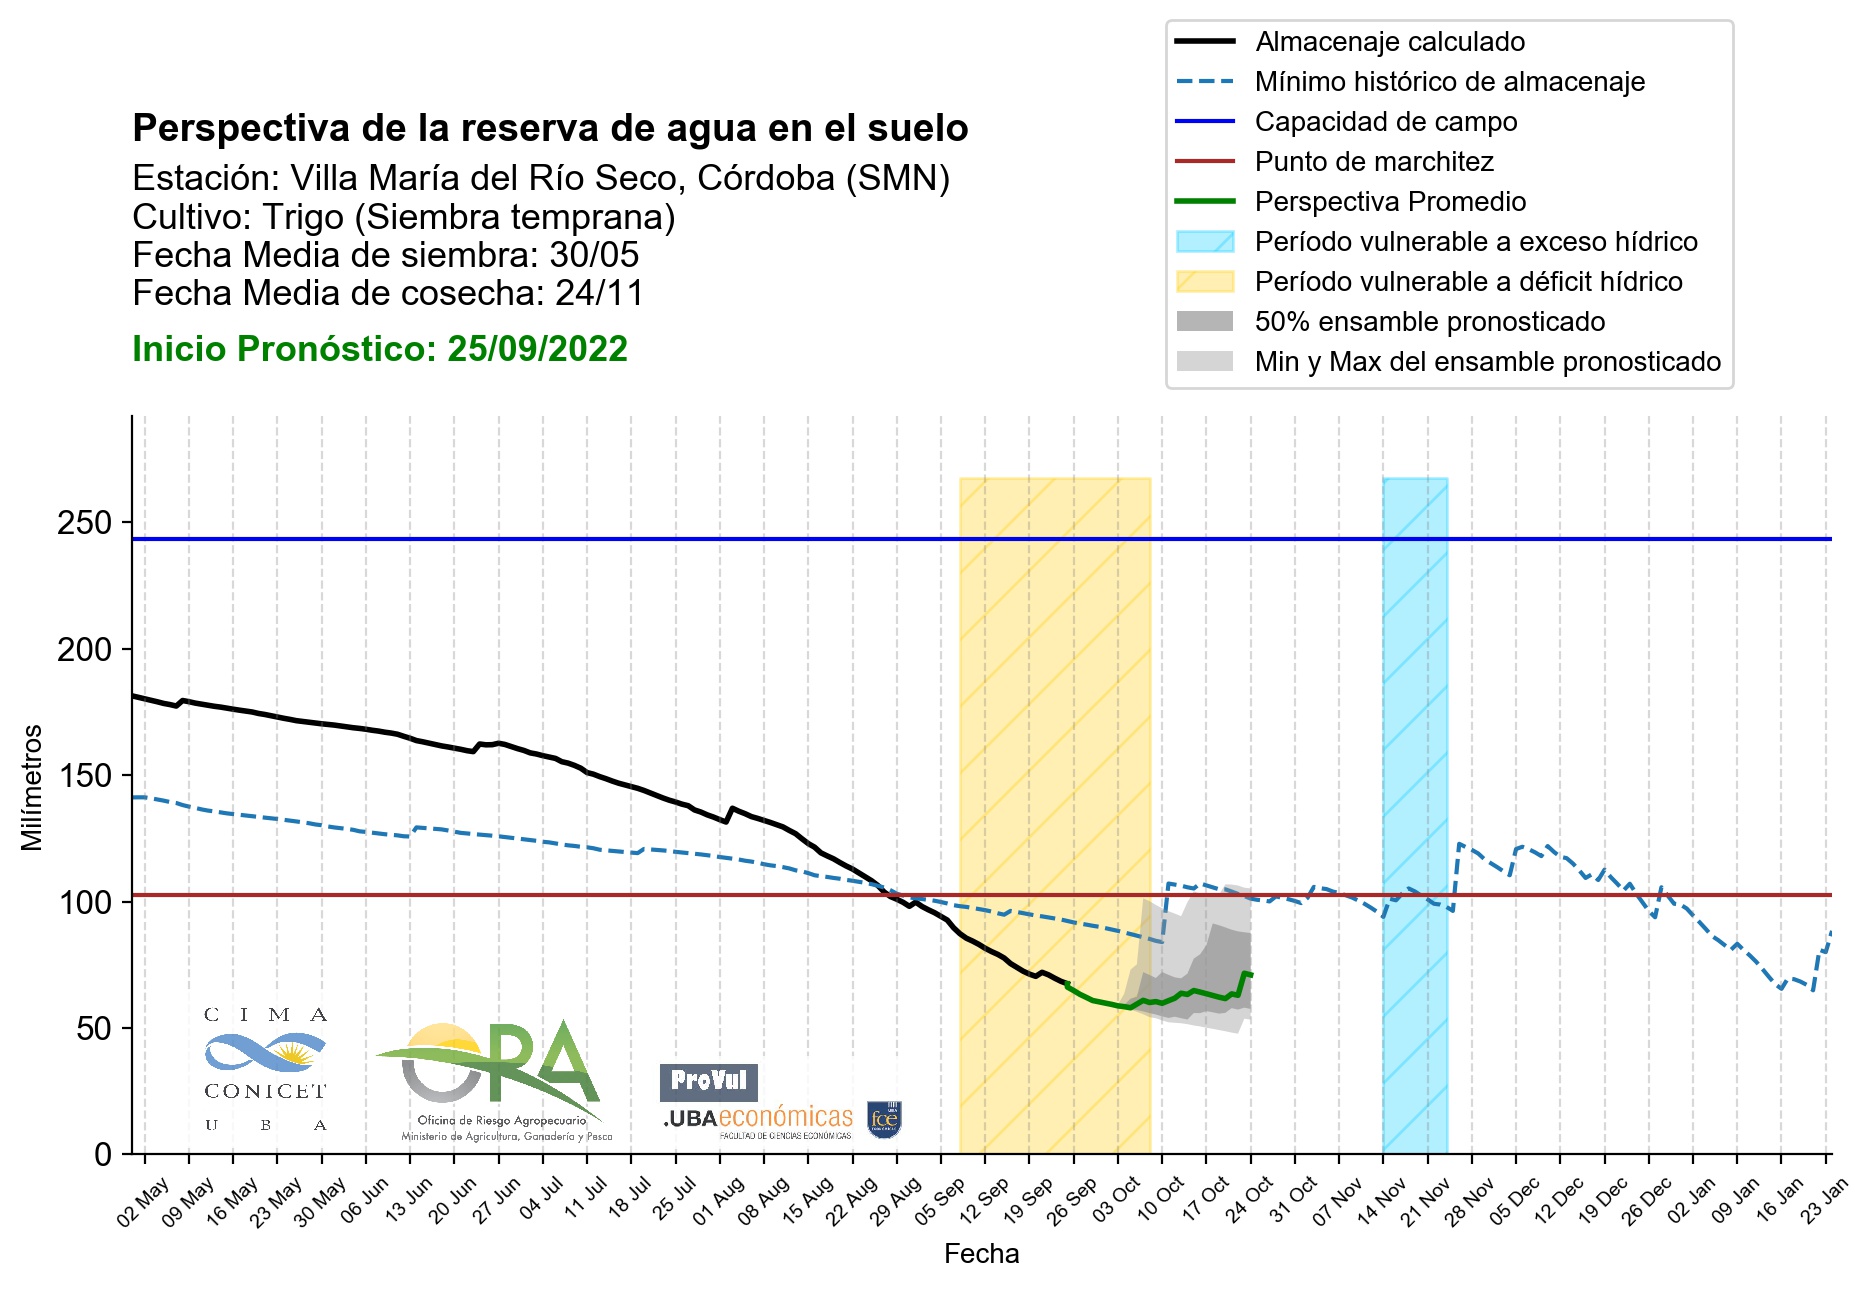 Almacenaje calculado
Mínimo histórico de almacenaje
Capacidad de campo
Punto de marchitez
Perspectiva Promedio
Período vulnerable a exceso hídrico
Período vulnerable a déficit hídrico
50% ensamble pronosticado
Min y Max del ensamble pronosticado
Perspectiva de la reserva de agua en el suelo
Estación: Villa María del Río Seco, Córdoba (SMN)
Cultivo: Trigo (Siembra temprana)
Fecha Media de siembra: 30/05
Fecha Media de cosecha: 24/11
Inicio Pronóstico: 25/09/2022
Milímetros
250
200
150
100
50
0
CIMA
CONICET
UBA
ORA
Oficina de Riesgo Agropecuario
Ministerio de Agricultura, Ganadería y Pesca
ProVul
.UBAeconómicas
FACULTAD DE CIENCIAS ECONÓMICAS
UBA
fce
02 May
09 May
16 May
23 May
30 May
06 Jun
13 Jun
20 Jun
27 Jun
04 Jul
11 Jul
18 Jul
25 Jul
01 Aug
08 Aug
15 Aug
22 Aug
29 Aug
05 Sep
12 Sep
19 Sep
26 Sep
03 Oct
10 Oct
17 Oct
24 Oct
31 Oct
07 Nov
14 Nov
21 Nov
28 Nov
05 Dec
12 Dec
19 Dec
26 Dec
02 Jan
09 Jan
16 Jan
23 Jan
Fecha